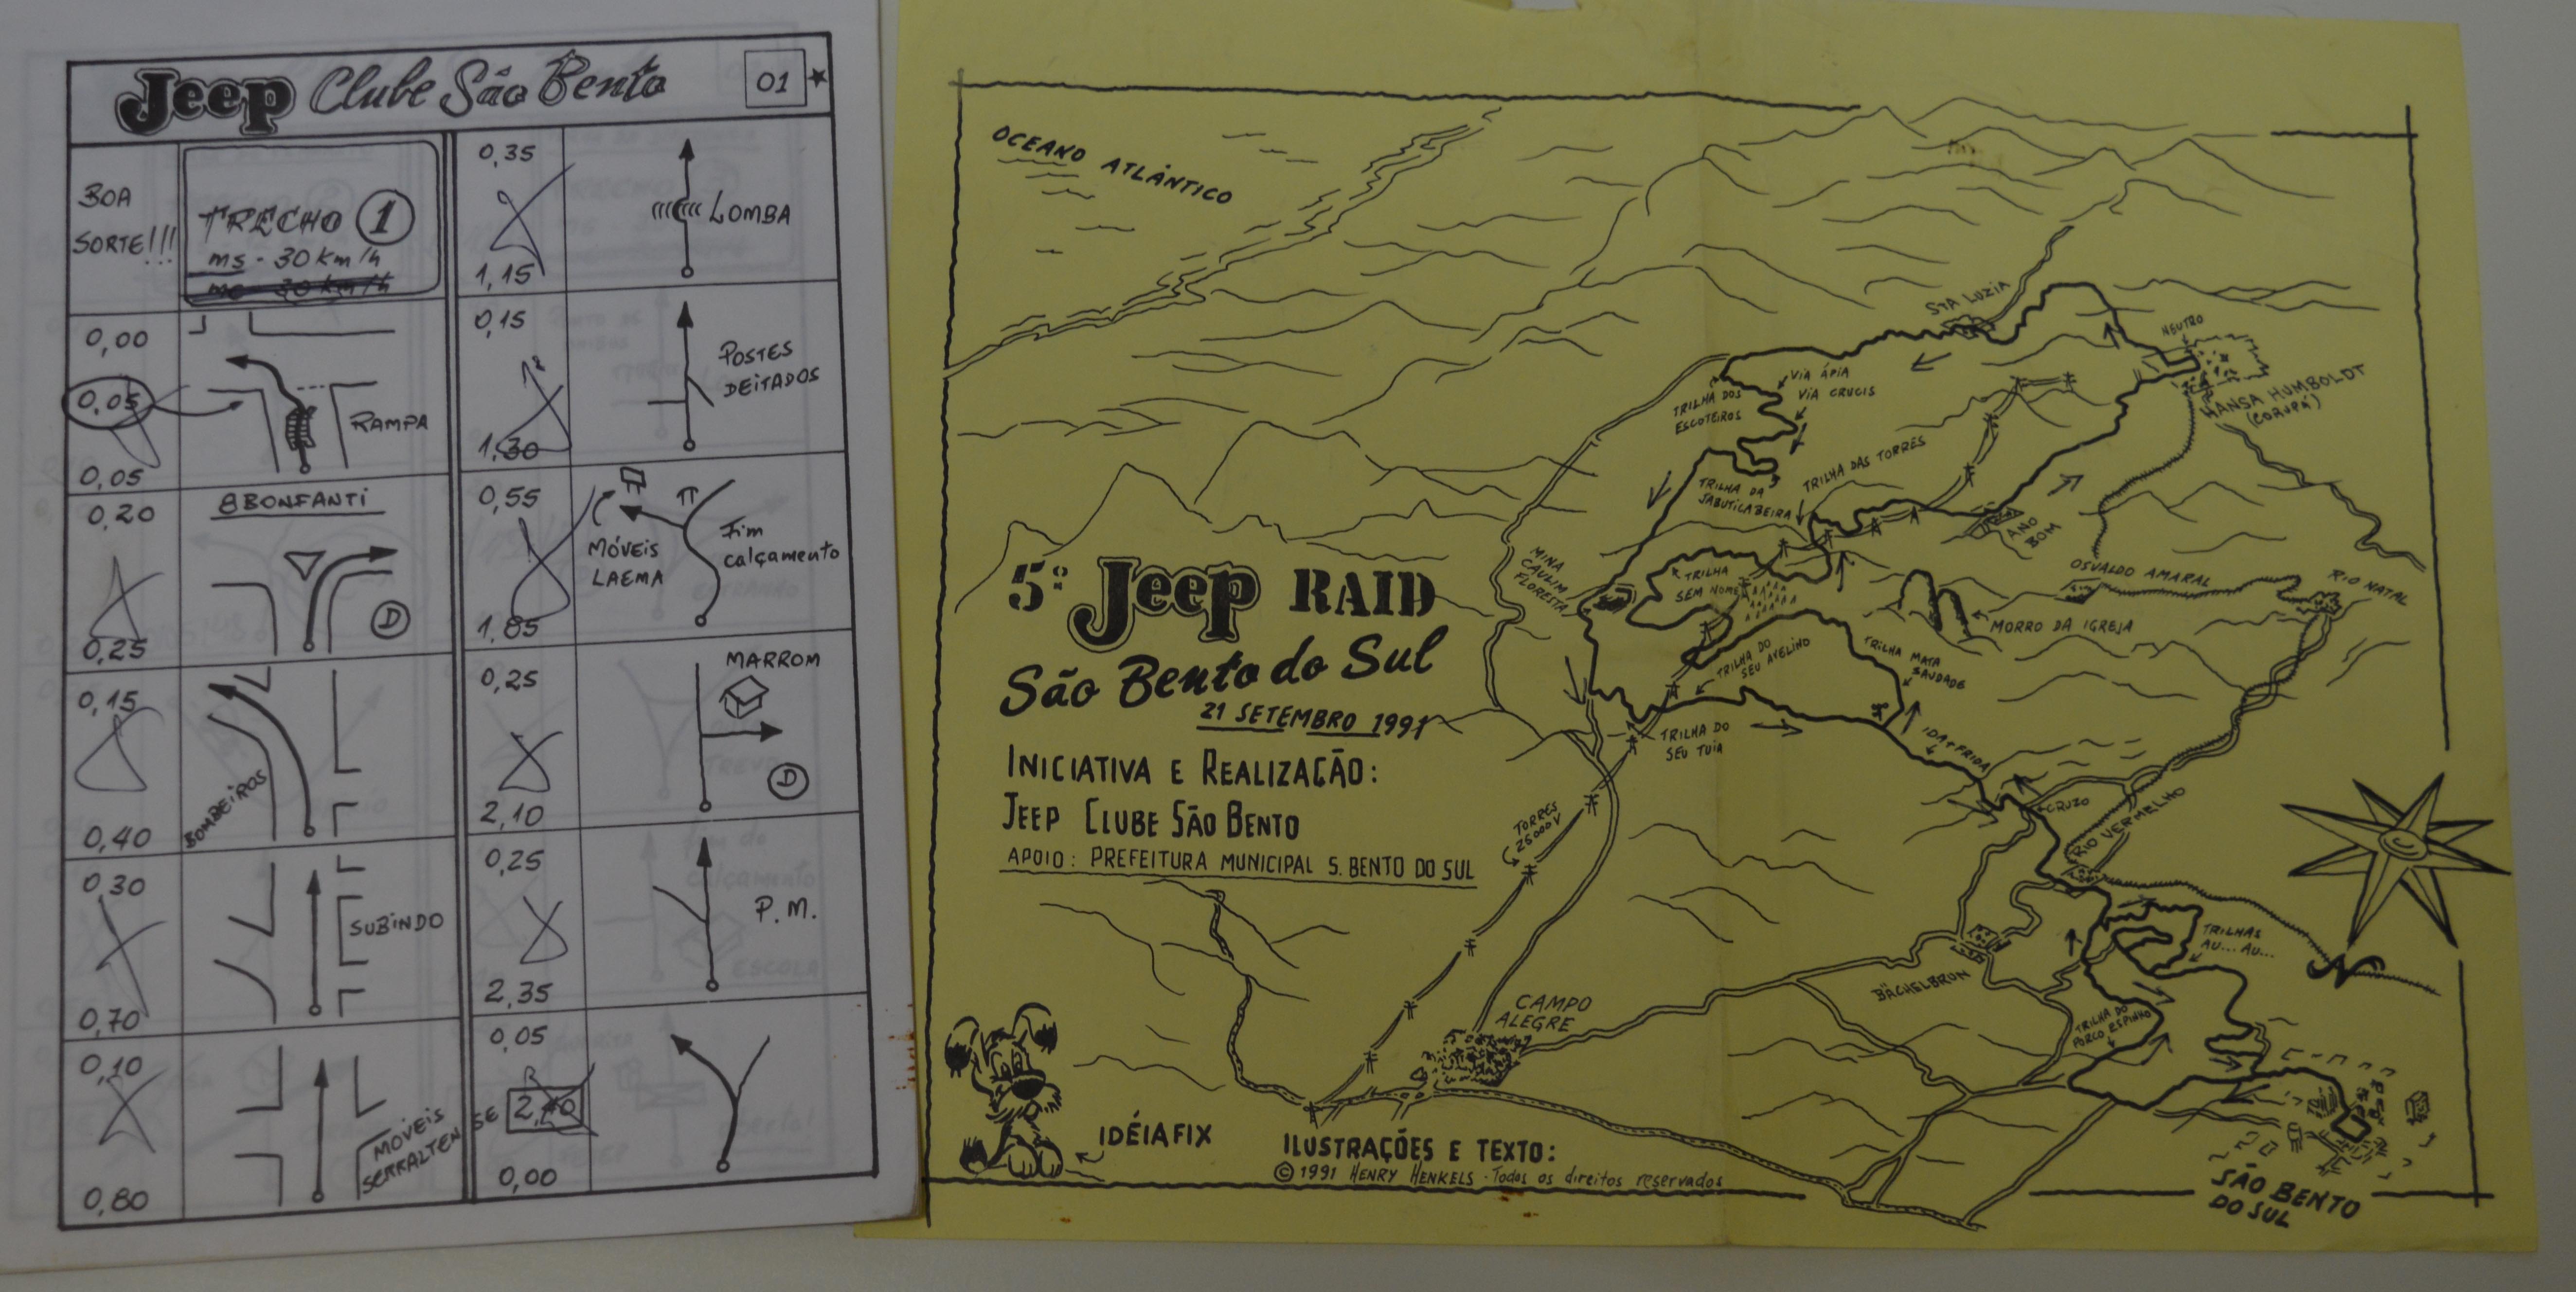 Jeep Clube São Bento
01
BOA
SORTE!!!
TRECHO 1
ms - 30 km/h
0,00
0,05
0,05
RAMPA
0,20
BONFANTI
0,25
D
0,15
0,40
BOMBEIROS
0,30
0,70
SUBINDO
0,10
0,80
MOVEIS
SERRALTENSE
0,35
1,15
LOMBA
0,15
1,30
POSTES
DEITADOS
0,55
1,85
MÓVEIS
LAEMA
Fim
calçamento
0,25
2,10
MARROM
D
0,25
2,35
P.M.
0,05
0,00
OCEANO ATLÂNTICO
STA LUZIA
NEUTRO
HANSA HUMBOLDT
(CORUPÁ)
VIA ÁPIA
VIA CRUCIS
TRILHA DOS
ESCOTEIROS
TRILHA DAS TORRES
TRILHA DA
JABUTICABEIRA
ANO
BOM
MINA
CAULIM
FLORESTA
TRILHA
SEM NOME
OSVALDO AMARAL
RIO NATAL
MORRO DA IGREJA
TRILHA DO
SEU AVELINO
TRILHA MATA
SAUDADE
TRILHA DO
SEU TUIA
IDA+FRIDA
CRUZO
RIO VERMELHO
TORRES
25000V
5º Jeep RAID
São Bento do Sul
21 SETEMBRO 1991
INICIATIVA E REALIZAÇÃO:
JEEP CLUBE SÃO BENTO
APOIO: PREFEITURA MUNICIPAL S. BENTO DO SUL
TRILHAS
AU... AU...
N
BÄCHELBRUN
TRILHA DO
PORCO ESPINHO
CAMPO
ALEGRE
IDÉIAFIX
ILUSTRAÇÕES E TEXTO:
© 1991 HENRY HENKELS - Todos os direitos reservados
SÃO BENTO
DO SUL